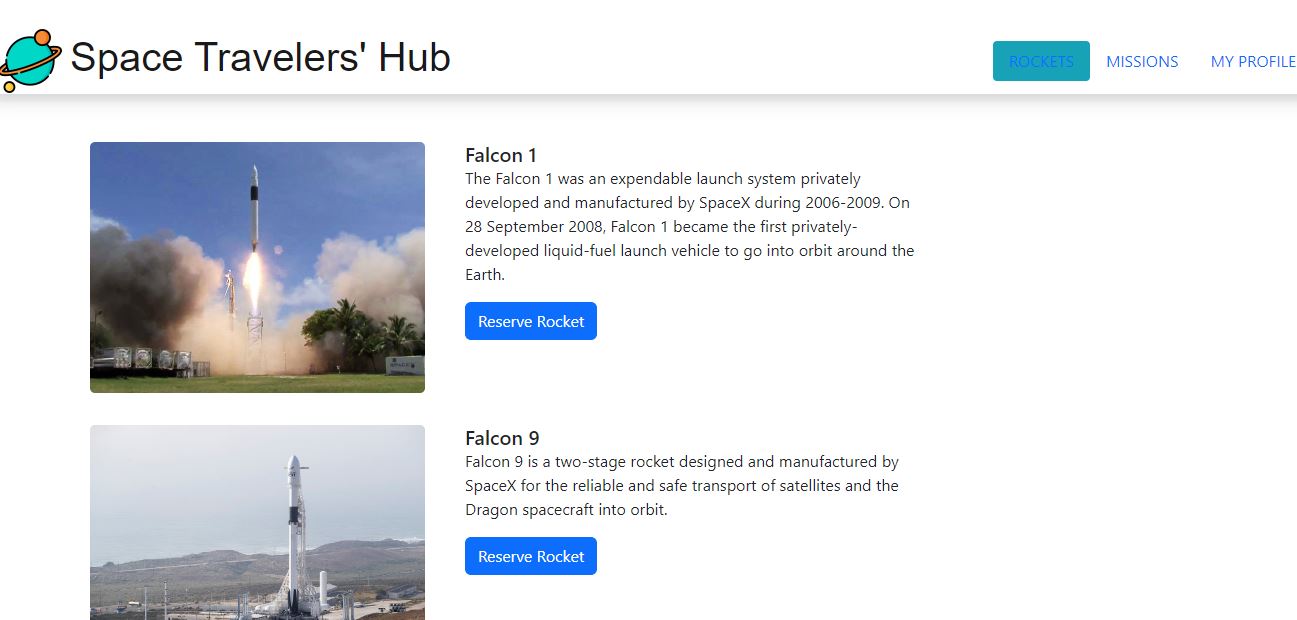 Space Travelers' Hub
ROCKETS
MISSIONS
MY PROFILE
Falcon 1
The Falcon 1 was an expendable launch system privately
developed and manufactured by SpaceX during 2006-2009. On
28 September 2008, Falcon 1 became the first privately-
developed liquid-fuel launch vehicle to go into orbit around the
Earth.
Reserve Rocket
Falcon 9
Falcon 9 is a two-stage rocket designed and manufactured by
SpaceX for the reliable and safe transport of satellites and the
Dragon spacecraft into orbit.
Reserve Rocket